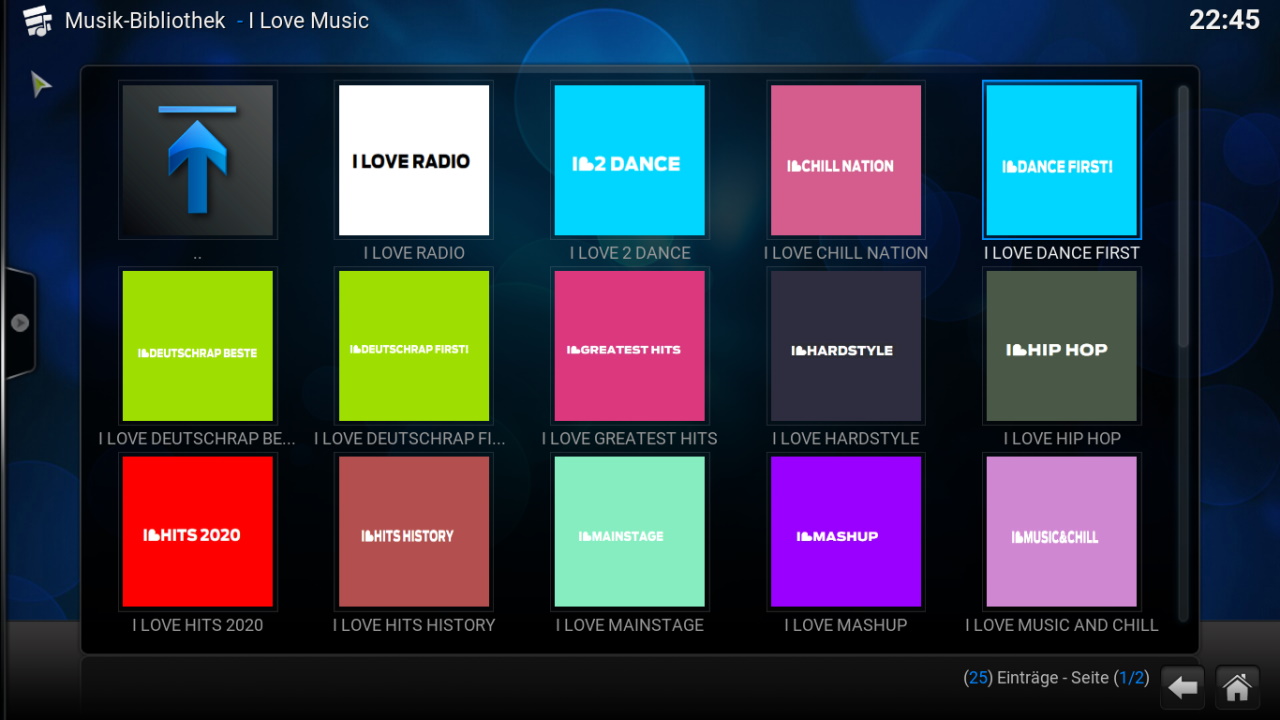 Musik-Bibliothek - I Love Music
22:45
I LOVE RADIO
2 DANCE
CHILL NATION
DANCE FIRST!
..
I LOVE RADIO
I LOVE 2 DANCE
I LOVE CHILL NATION
I LOVE DANCE FIRST
DEUTSCHRAP BESTE
DEUTSCHRAP FIRST!
GREATEST HITS
HARDSTYLE
HIP HOP
I LOVE DEUTSCHRAP BE...
I LOVE DEUTSCHRAP FI...
I LOVE GREATEST HITS
I LOVE HARDSTYLE
I LOVE HIP HOP
HITS 2020
HITS HISTORY
MAINSTAGE
MASHUP
MUSIC&CHILL
I LOVE HITS 2020
I LOVE HITS HISTORY
I LOVE MAINSTAGE
I LOVE MASHUP
I LOVE MUSIC AND CHILL
(25) Einträge - Seite (1/2)